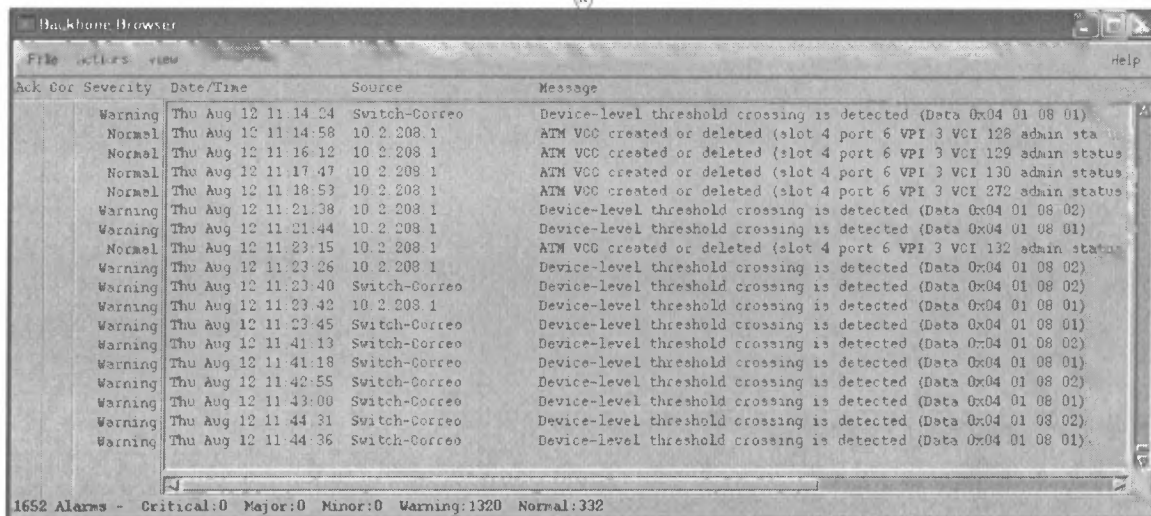 Backbone Browser
File Actions View Help
Ack Cor Severity Date/Time Source Message
Warning Thu Aug 12 11:14:24 Switch-Correo Device-level threshold crossing is detected (Data 0x04 01 08 01)
Normal Thu Aug 12 11:14:58 10.2.208.1 ATM VCC created or deleted (slot 4 port 6 VPI 3 VCI 128 admin sta
Normal Thu Aug 12 11:16:12 10.2.208.1 ATM VCC created or deleted (slot 4 port 6 VPI 3 VCI 129 admin status
Normal Thu Aug 12 11:17:47 10.2.208.1 ATM VCC created or deleted (slot 4 port 6 VPI 3 VCI 130 admin status
Normal Thu Aug 12 11:18:53 10.2.208.1 ATM VCC created or deleted (slot 4 port 6 VPI 3 VCI 272 admin status
Warning Thu Aug 12 11:21:38 10.2.208.1 Device-level threshold crossing is detected (Data 0x04 01 08 02)
Warning Thu Aug 12 11:21:44 10.2.208.1 Device-level threshold crossing is detected (Data 0x04 01 08 01)
Normal Thu Aug 12 11:23:15 10.2.208.1 ATM VCC created or deleted (slot 4 port 6 VPI 3 VCI 132 admin status
Warning Thu Aug 12 11:23:26 10.2.208.1 Device-level threshold crossing is detected (Data 0x04 01 08 02)
Warning Thu Aug 12 11:23:40 Switch-Correo Device-level threshold crossing is detected (Data 0x04 01 08 02)
Warning Thu Aug 12 11:23:42 10.2.208.1 Device-level threshold crossing is detected (Data 0x04 01 08 01)
Warning Thu Aug 12 11:23:45 Switch-Correo Device-level threshold crossing is detected (Data 0x04 01 08 01)
Warning Thu Aug 12 11:41:13 Switch-Correo Device-level threshold crossing is detected (Data 0x04 01 08 02)
Warning Thu Aug 12 11:41:18 Switch-Correo Device-level threshold crossing is detected (Data 0x04 01 08 01)
Warning Thu Aug 12 11:42:55 Switch-Correo Device-level threshold crossing is detected (Data 0x04 01 08 02)
Warning Thu Aug 12 11:43:00 Switch-Correo Device-level threshold crossing is detected (Data 0x04 01 08 01)
Warning Thu Aug 12 11:44:31 Switch-Correo Device-level threshold crossing is detected (Data 0x04 01 08 02)
Warning Thu Aug 12 11:44:36 Switch-Correo Device-level threshold crossing is detected (Data 0x04 01 08 01)
1652 Alarms - Critical:0 Major:0 Minor:0 Warning:1320 Normal:332